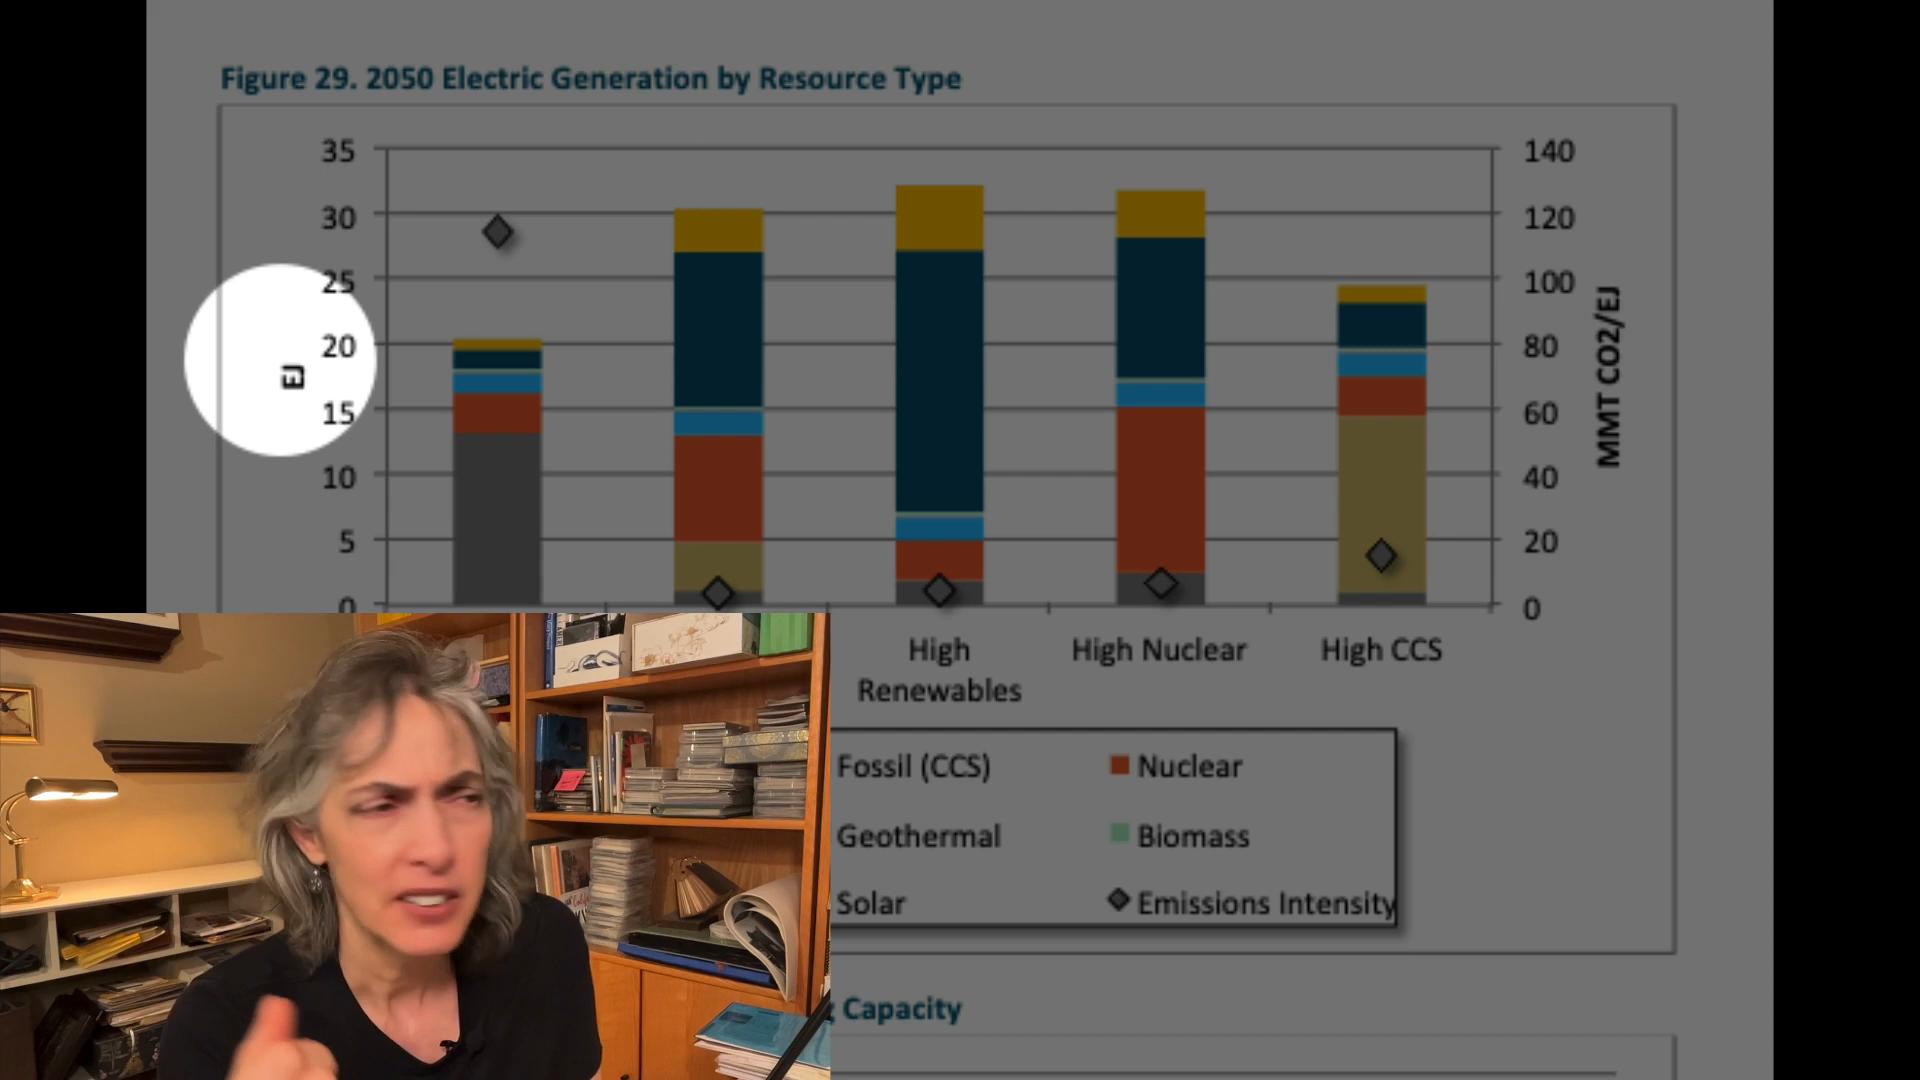 Figure 29. 2050 Electric Generation by Resource Type
35
30
25
20
15
10
5
0
EJ
140
120
100
80
60
40
20
0
MMT CO2/EJ
High
Renewables
High Nuclear
High CCS
Fossil (CCS)
Nuclear
Geothermal
Biomass
Solar
Emissions Intensity
Capacity